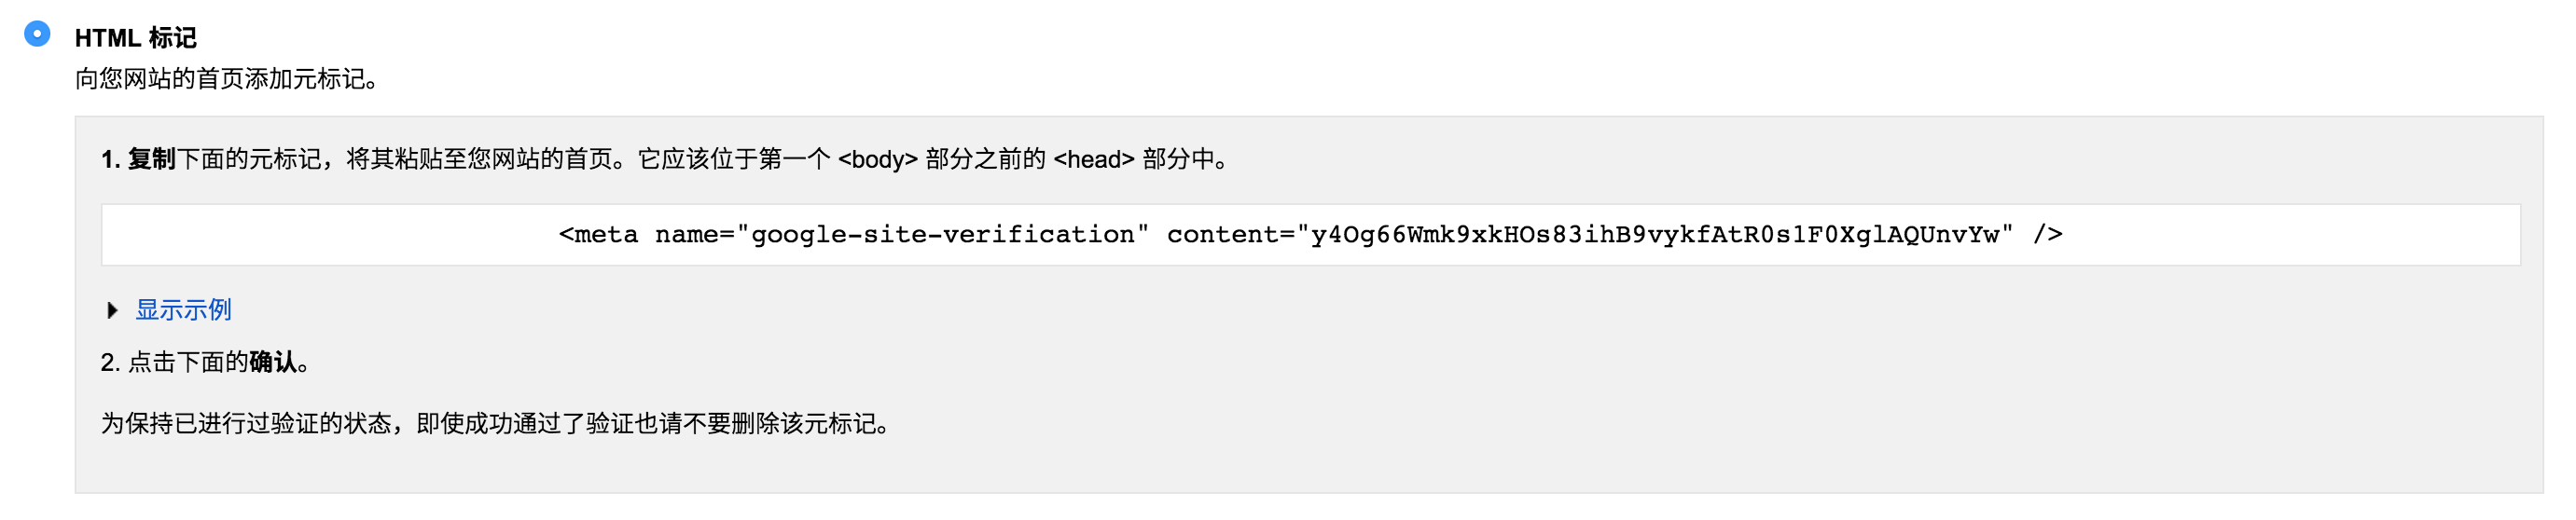 HTML 标记
向您网站的首页添加元标记。
1. 复制下面的元标记，将其粘贴至您网站的首页。它应该位于第一个 <body> 部分之前的 <head> 部分中。
<meta name="google-site-verification" content="y4Og66Wmk9xkHOs83ihB9vykfAtR0s1F0XglAQUnvYw" />
显示示例
2. 点击下面的确认。
为保持已进行过验证的状态，即使成功通过了验证也请不要删除该元标记。